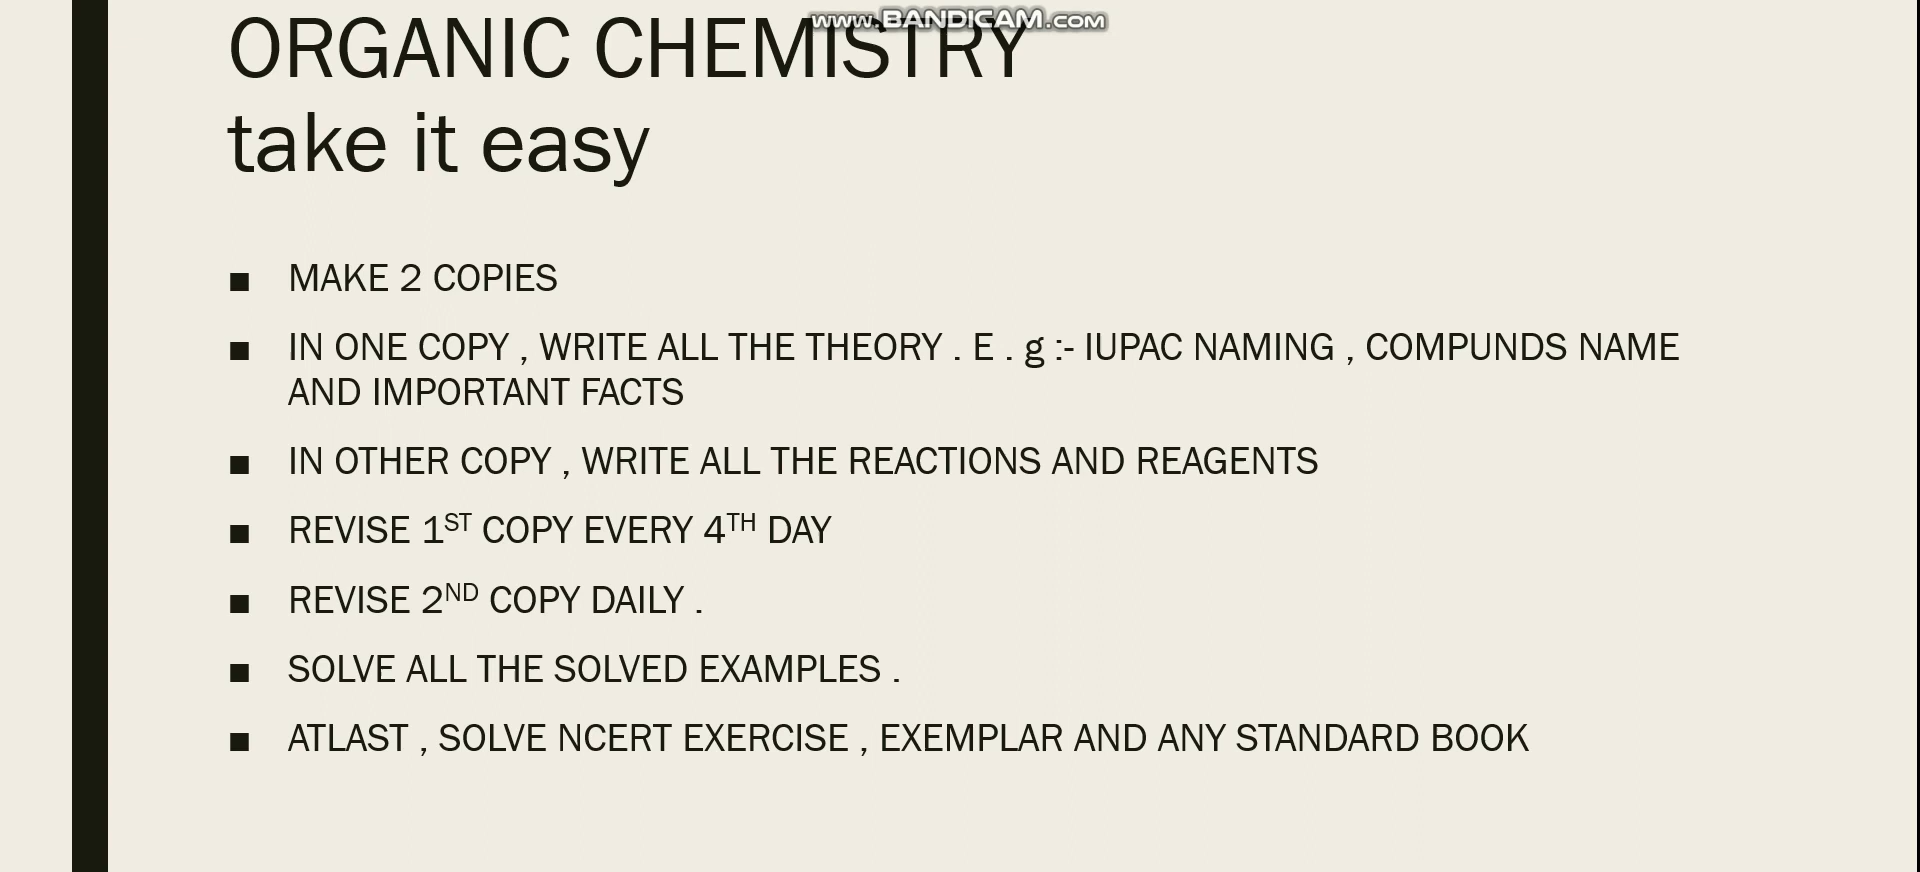 www.BANDICAM.com
ORGANIC CHEMISTRY
take it easy
■ MAKE 2 COPIES
■ IN ONE COPY , WRITE ALL THE THEORY . E . g :- IUPAC NAMING , COMPUNDS NAME
AND IMPORTANT FACTS
■ IN OTHER COPY , WRITE ALL THE REACTIONS AND REAGENTS
■ REVISE 1ST COPY EVERY 4TH DAY
■ REVISE 2ND COPY DAILY .
■ SOLVE ALL THE SOLVED EXAMPLES .
■ ATLAST , SOLVE NCERT EXERCISE , EXEMPLAR AND ANY STANDARD BOOK